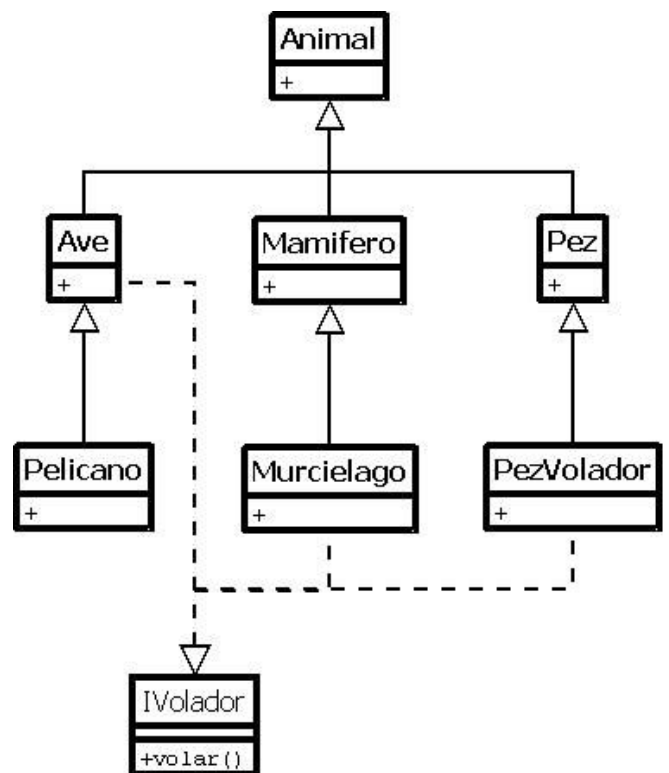 Animal
+
Ave
+
Mamifero
+
Pez
+
Pelicano
+
Murcielago
+
PezVolador
+
IVolador
+volar()